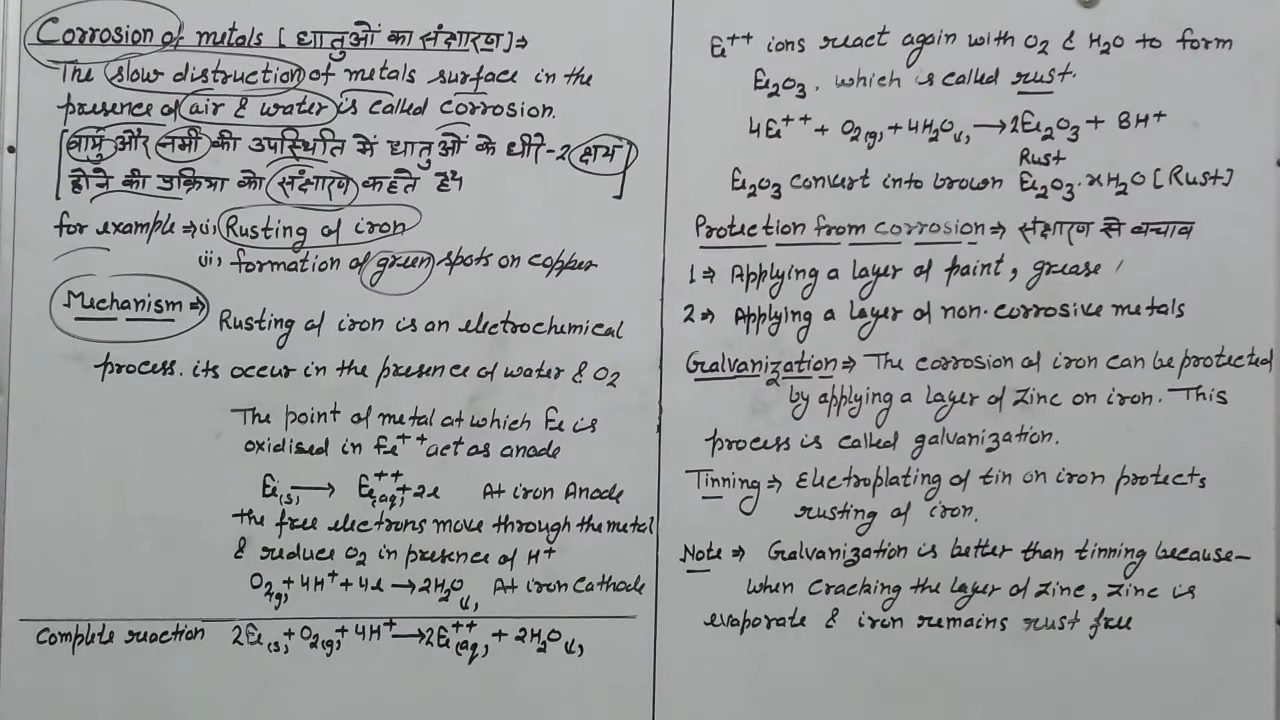 Corrosion of metals [धातुओं का संक्षारण] ⇒
The slow distruction of metals surface in the
presence of air & water is called corrosion.
[वायु और नमी की उपस्थिति में धातुओं के धीरे-2 क्षय
होने की प्रक्रिया को संक्षारण कहते है]
for example ⇒ (i) Rusting of iron
(ii) formation of green spots on copper
Mechanism ⇒
Rusting of iron is an electrochemical
process. its occur in the presence of water & O₂
The point of metal at which Fe is
oxidised in Fe⁺⁺ act as anode
Fe(s) → Fe⁺⁺(aq) + 2e At iron Anode
the free electrons move through the metal
& reduce O₂ in presence of H⁺
O₂(g) + 4H⁺ + 4e → 2H₂O(l) At iron Cathode
Complete reaction 2Fe(s) + O₂(g) + 4H⁺ → 2Fe⁺⁺(aq) + 2H₂O(l)
Fe⁺⁺ ions react again with O₂ & H₂O to form
Fe₂O₃, which is called rust.
4Fe⁺⁺ + O₂(g) + 4H₂O(l) → 2Fe₂O₃ + 8H⁺
Rust
Fe₂O₃ convert into brown Fe₂O₃.xH₂O [Rust]
Protection from corrosion ⇒ संक्षारण से बचाव
1 ⇒ Applying a layer of paint, grease
2 ⇒ Applying a layer of non-corrosive metals
Galvanization ⇒ The corrosion of iron can be protected
by applying a layer of Zinc on iron. This
process is called galvanization.
Tinning ⇒ Electroplating of tin on iron protects
rusting of iron.
Note ⇒ Galvanization is better than tinning because-
when Cracking the layer of Zinc, Zinc is
evaporate & iron remains rust free